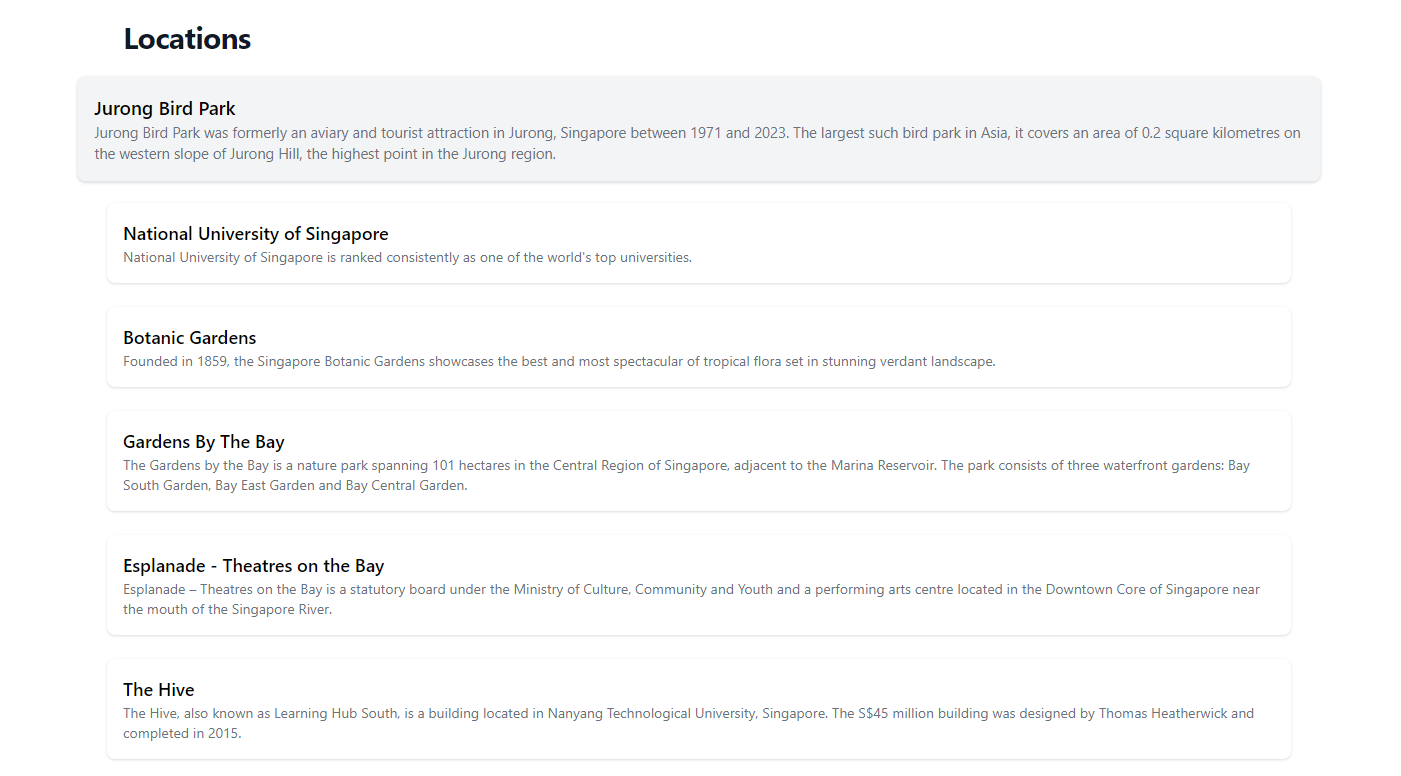 Locations
Jurong Bird Park
Jurong Bird Park was formerly an aviary and tourist attraction in Jurong, Singapore between 1971 and 2023. The largest such bird park in Asia, it covers an area of 0.2 square kilometres on
the western slope of Jurong Hill, the highest point in the Jurong region.
National University of Singapore
National University of Singapore is ranked consistently as one of the world's top universities.
Botanic Gardens
Founded in 1859, the Singapore Botanic Gardens showcases the best and most spectacular of tropical flora set in stunning verdant landscape.
Gardens By The Bay
The Gardens by the Bay is a nature park spanning 101 hectares in the Central Region of Singapore, adjacent to the Marina Reservoir. The park consists of three waterfront gardens: Bay
South Garden, Bay East Garden and Bay Central Garden.
Esplanade - Theatres on the Bay
Esplanade – Theatres on the Bay is a statutory board under the Ministry of Culture, Community and Youth and a performing arts centre located in the Downtown Core of Singapore near
the mouth of the Singapore River.
The Hive
The Hive, also known as Learning Hub South, is a building located in Nanyang Technological University, Singapore. The S$45 million building was designed by Thomas Heatherwick and
completed in 2015.